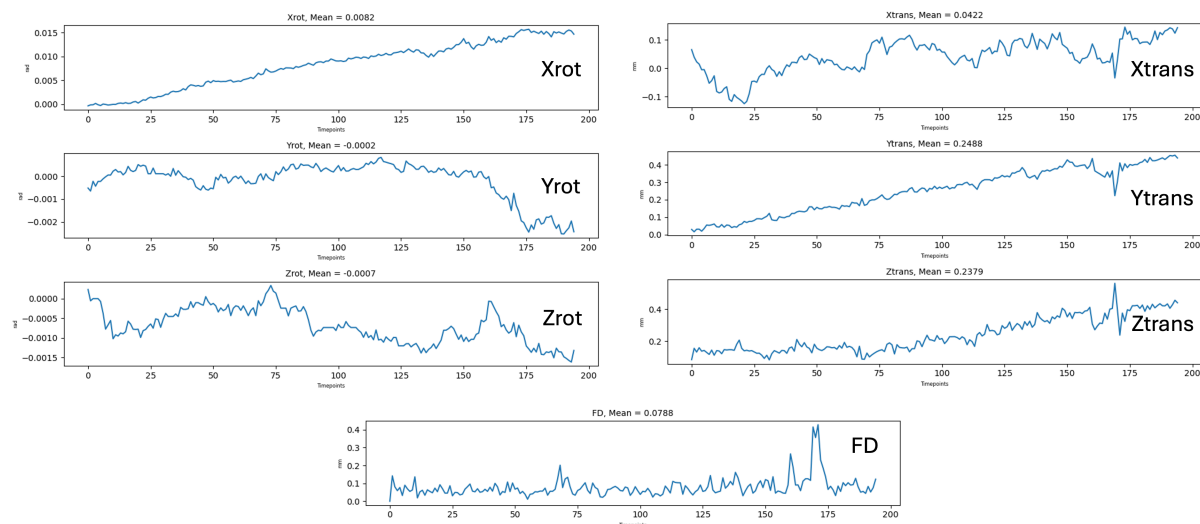 Xrot, Mean = 0.0082
0.015
0.010
0.005
0.000
rad
Xrot
0 25 50 75 100 125 150 175 200
Timepoints
Xtrans, Mean = 0.0422
0.1
0.0
−0.1
mm
Xtrans
0 25 50 75 100 125 150 175 200
Timepoints
Yrot, Mean = -0.0002
0.000
−0.001
−0.002
rad
Yrot
0 25 50 75 100 125 150 175 200
Timepoints
Ytrans, Mean = 0.2488
0.4
0.3
0.2
0.1
0.0
mm
Ytrans
0 25 50 75 100 125 150 175 200
Timepoints
Zrot, Mean = -0.0007
0.0000
−0.0005
−0.0010
−0.0015
rad
Zrot
0 25 50 75 100 125 150 175 200
Timepoints
Ztrans, Mean = 0.2379
0.4
0.2
mm
Ztrans
0 25 50 75 100 125 150 175 200
Timepoints
FD, Mean = 0.0788
0.4
0.3
0.2
0.1
0.0
mm
FD
0 25 50 75 100 125 150 175 200